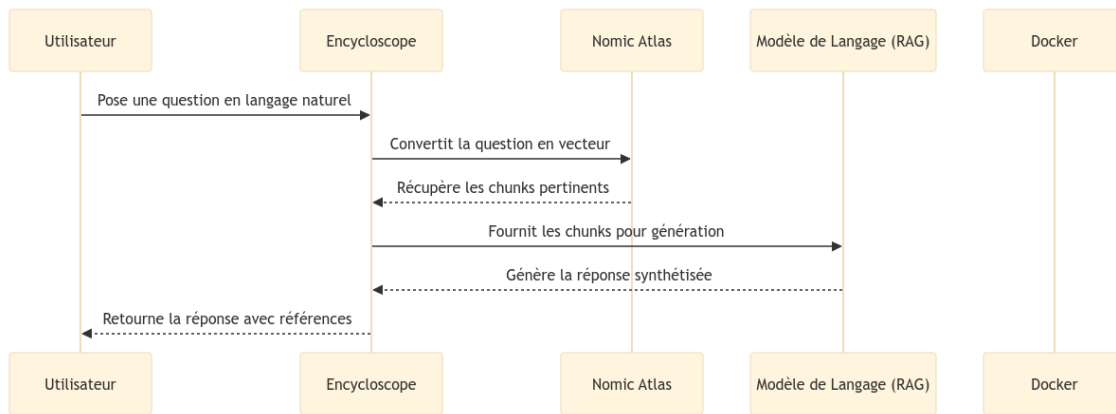 Utilisateur
Encycloscope
Nomic Atlas
Modèle de Langage (RAG)
Docker
Pose une question en langage naturel
Convertit la question en vecteur
Récupère les chunks pertinents
Fournit les chunks pour génération
Génère la réponse synthétisée
Retourne la réponse avec références
Utilisateur
Encycloscope
Nomic Atlas
Modèle de Langage (RAG)
Docker